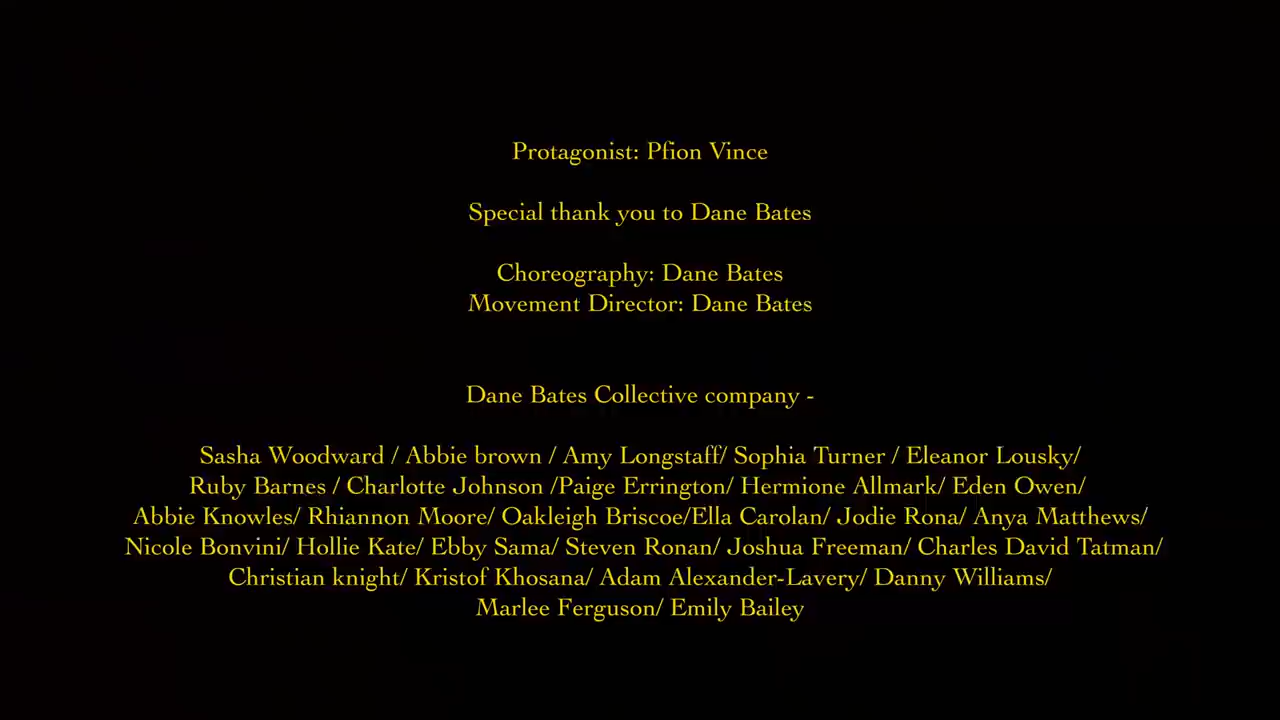 Protagonist: Pfion Vince
Special thank you to Dane Bates
Choreography: Dane Bates
Movement Director: Dane Bates
Dane Bates Collective company -
Sasha Woodward / Abbie brown / Amy Longstaff/ Sophia Turner / Eleanor Lousky/
Ruby Barnes / Charlotte Johnson /Paige Errington/ Hermione Allmark/ Eden Owen/
Abbie Knowles/ Rhiannon Moore/ Oakleigh Briscoe/Ella Carolan/ Jodie Rona/ Anya Matthews/
Nicole Bonvini/ Hollie Kate/ Ebby Sama/ Steven Ronan/ Joshua Freeman/ Charles David Tatman/
Christian knight/ Kristof Khosana/ Adam Alexander-Lavery/ Danny Williams/
Marlee Ferguson/ Emily Bailey